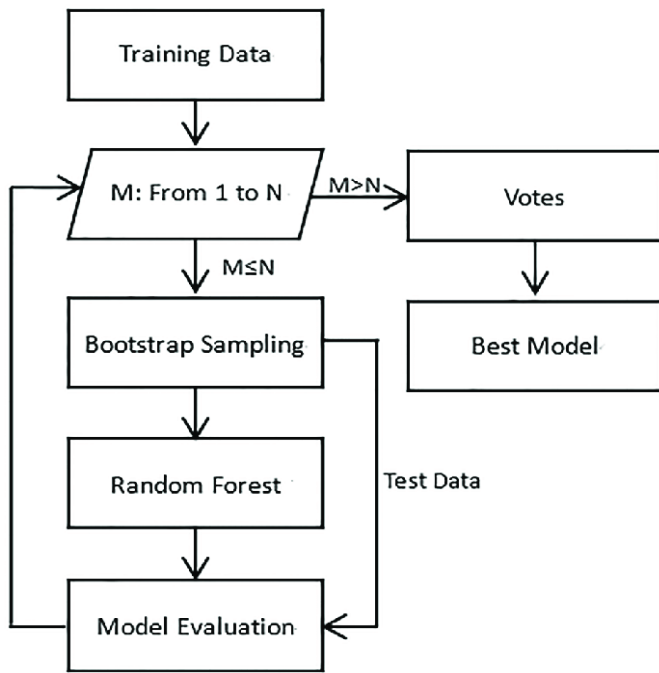 Training Data
M: From 1 to N
M>N
Votes
M≤N
Bootstrap Sampling
Best Model
Random Forest
Test Data
Model Evaluation